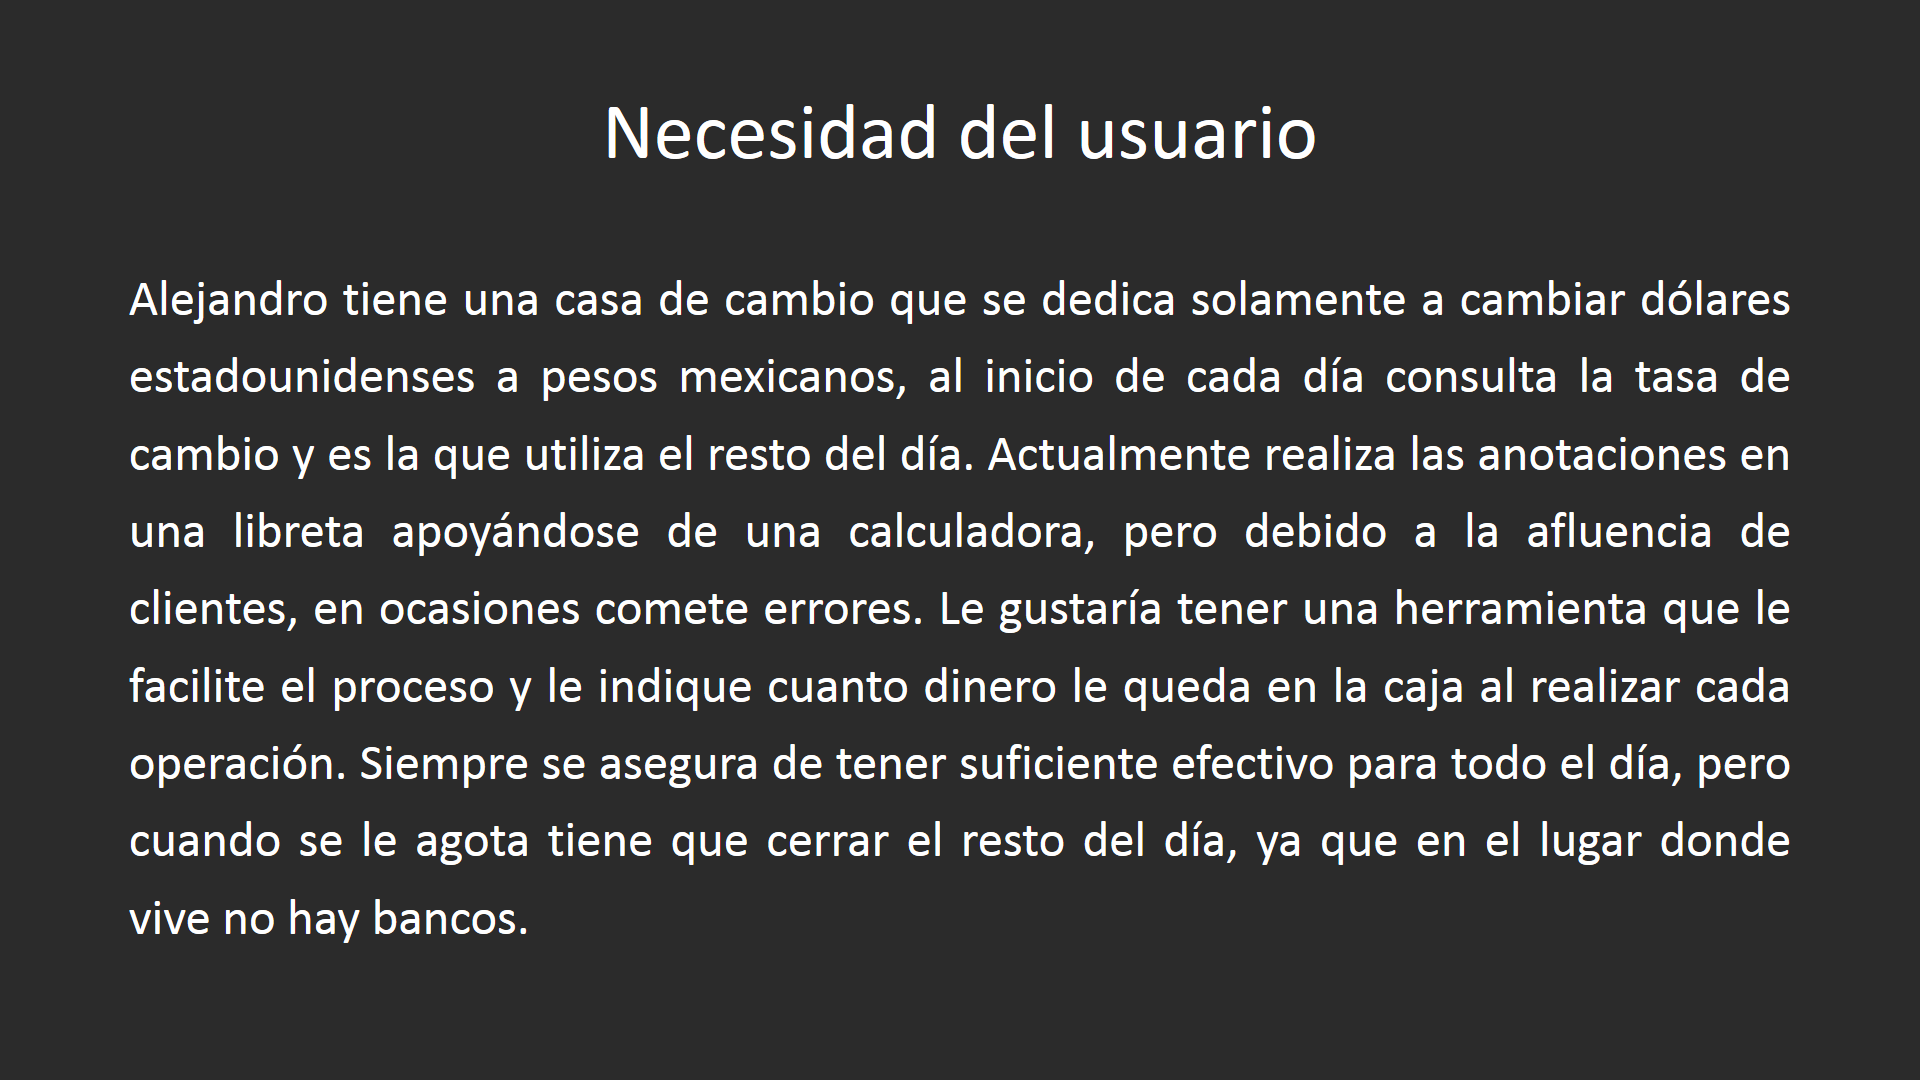 Necesidad del usuario
Alejandro tiene una casa de cambio que se dedica solamente a cambiar dólares
estadounidenses a pesos mexicanos, al inicio de cada día consulta la tasa de
cambio y es la que utiliza el resto del día. Actualmente realiza las anotaciones en
una libreta apoyándose de una calculadora, pero debido a la afluencia de
clientes, en ocasiones comete errores. Le gustaría tener una herramienta que le
facilite el proceso y le indique cuanto dinero le queda en la caja al realizar cada
operación. Siempre se asegura de tener suficiente efectivo para todo el día, pero
cuando se le agota tiene que cerrar el resto del día, ya que en el lugar donde
vive no hay bancos.